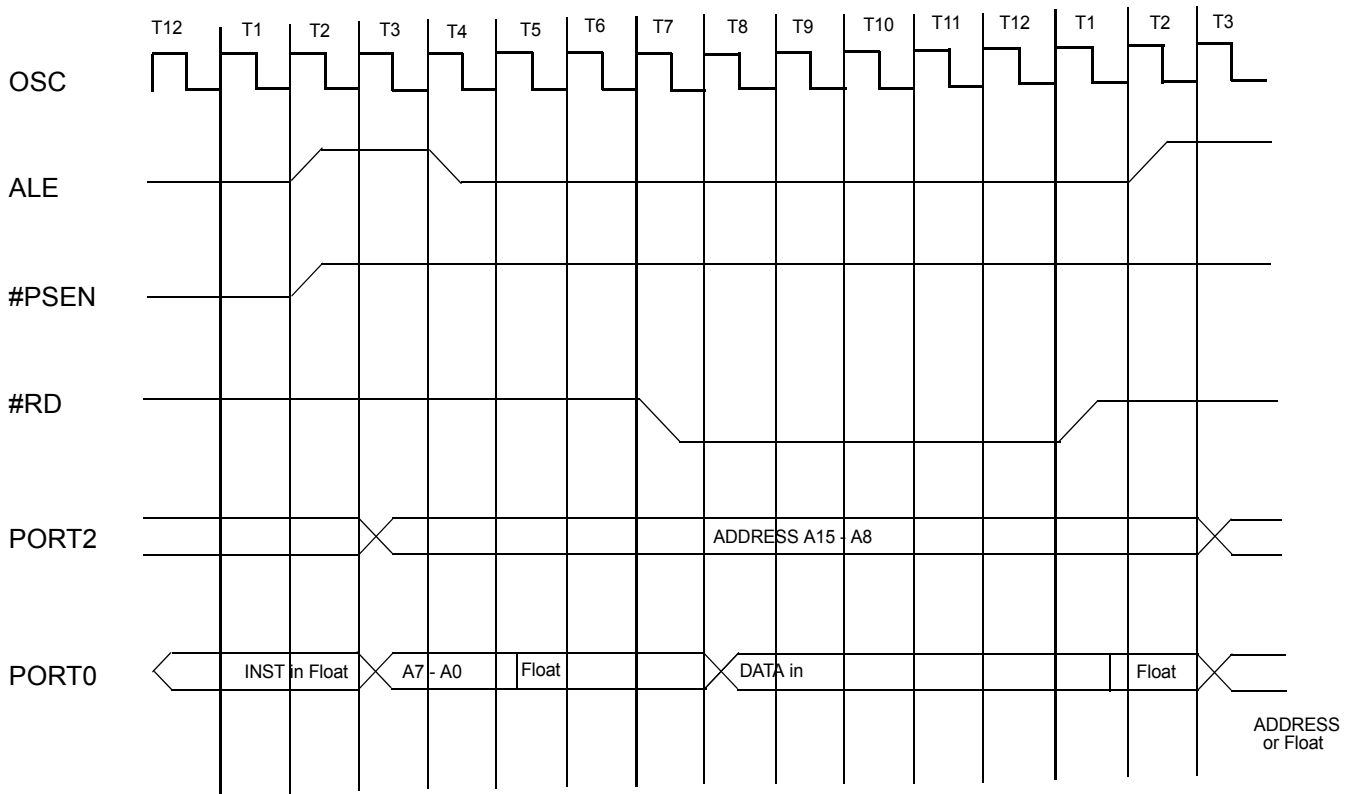 T12 T1 T2 T3 T4 T5 T6 T7 T8 T9 T10 T11 T12 T1 T2 T3
OSC
ALE
#PSEN
#RD
PORT2 ADDRESS A15 - A8
PORT0 INST in Float A7 - A0 Float DATA in Float
ADDRESS
or Float